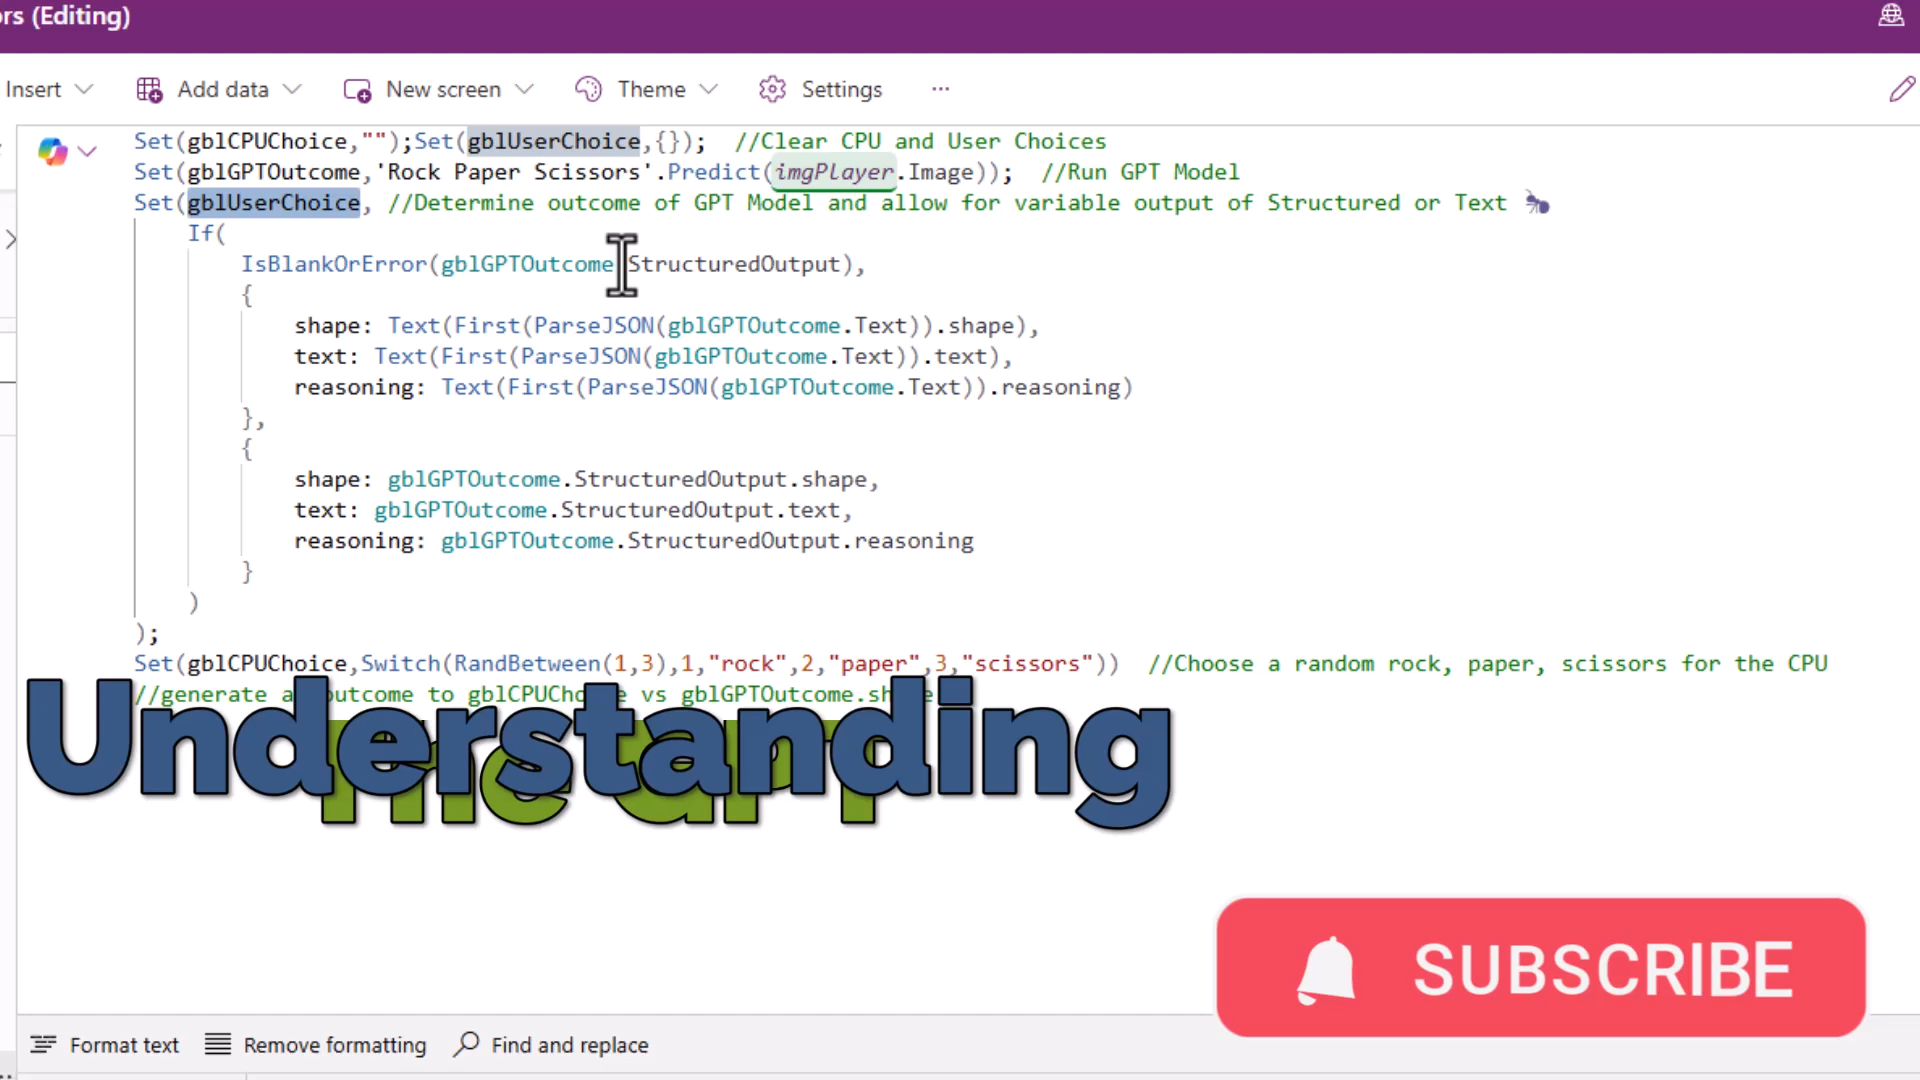 rs (Editing)
Insert Add data New screen Theme Settings ...
Set(gblCPUChoice,"");Set(gblUserChoice,{}); //Clear CPU and User Choices
Set(gblGPTOutcome,'Rock Paper Scissors'.Predict(imgPlayer.Image)); //Run GPT Model
Set(gblUserChoice, //Determine outcome of GPT Model and allow for variable output of Structured or Text
If(
IsBlankOrError(gblGPTOutcome.StructuredOutput),
{
shape: Text(First(ParseJSON(gblGPTOutcome.Text)).shape),
text: Text(First(ParseJSON(gblGPTOutcome.Text)).text),
reasoning: Text(First(ParseJSON(gblGPTOutcome.Text)).reasoning)
},
{
shape: gblGPTOutcome.StructuredOutput.shape,
text: gblGPTOutcome.StructuredOutput.text,
reasoning: gblGPTOutcome.StructuredOutput.reasoning
}
)
);
Set(gblCPUChoice,Switch(RandBetween(1,3),1,"rock",2,"paper",3,"scissors")) //Choose a random rock, paper, scissors for the CPU
//generate outcome to vs
Understanding
SUBSCRIBE
Format text Remove formatting Find and replace